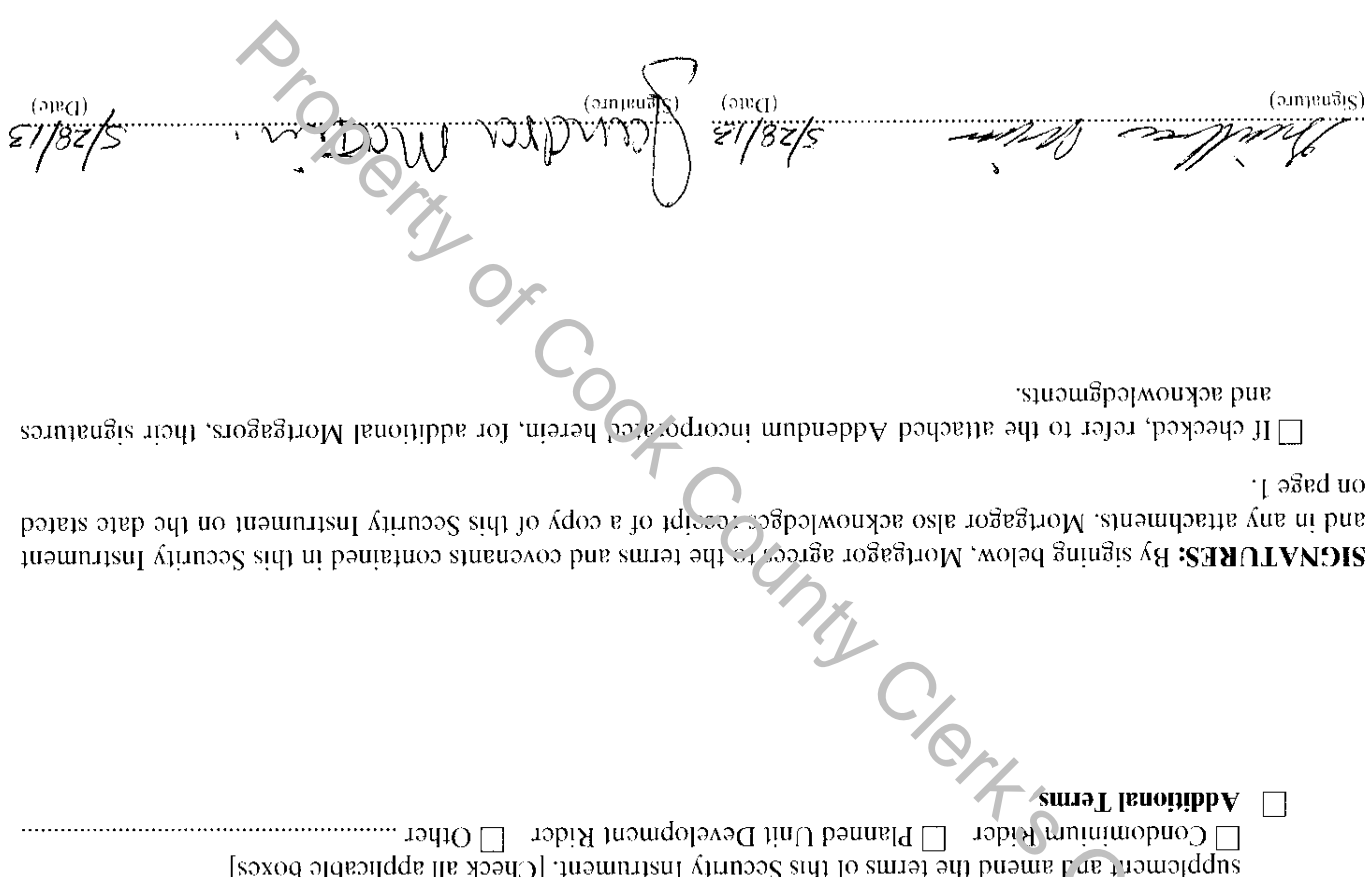 supplement and amend the terms of this Security Instrument. [Check all applicable boxes]
☐ Condominium Rider ☐ Planned Unit Development Rider ☐ Other ........................................
☐ Additional Terms
SIGNATURES: By signing below, Mortgagor agrees to the terms and covenants contained in this Security Instrument
and in any attachments. Mortgagor also acknowledges receipt of a copy of this Security Instrument on the date stated
on page 1.
☐ If checked, refer to the attached Addendum incorporated herein, for additional Mortgagors, their signatures
and acknowledgments.
5/28/13 Sandra 5/28/13
(Signature) (Date) (Signature) (Date)
Property of Cook County Clerk's